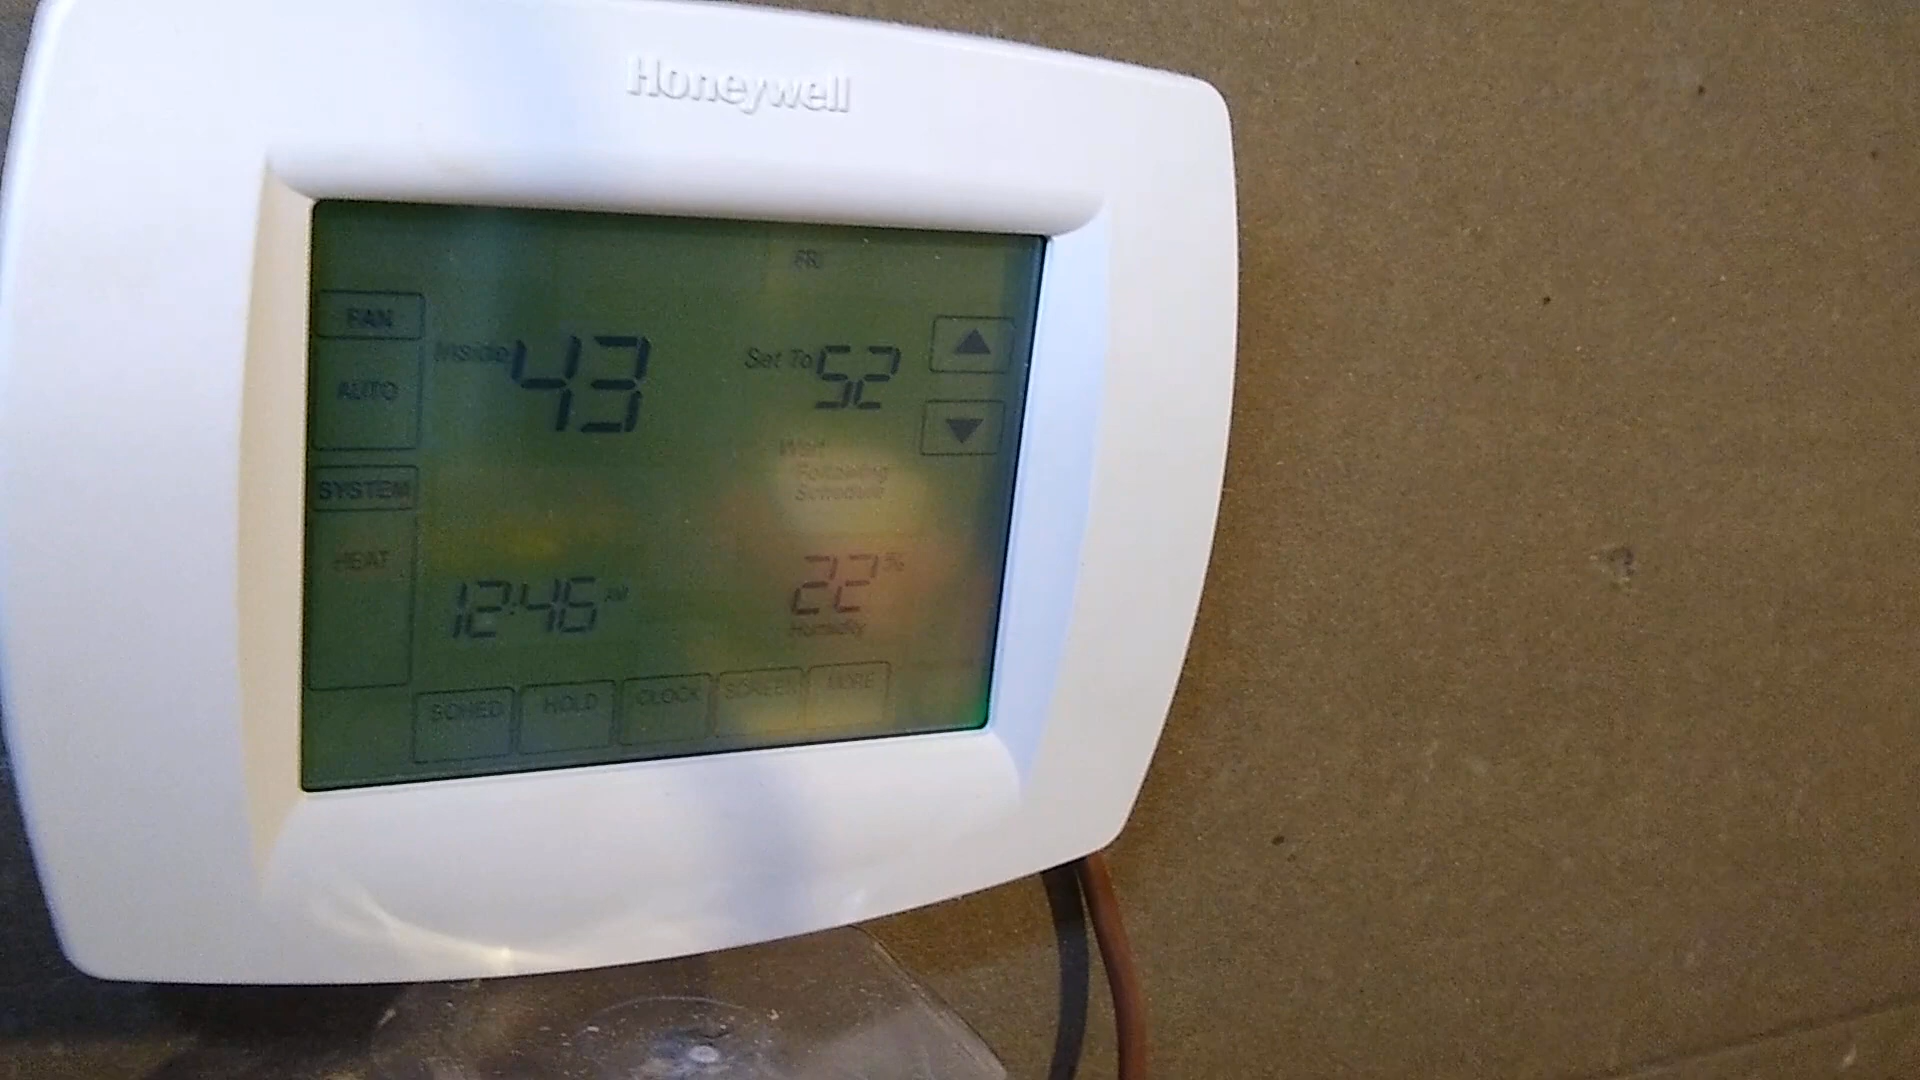 Honeywell
FRI
FAN
Inside 43
Set To 52
AUTO
Wait
Following
Schedule
SYSTEM
HEAT
22 %
12:46 AM
Humidity
SCHED HOLD CLOCK SCREEN MORE